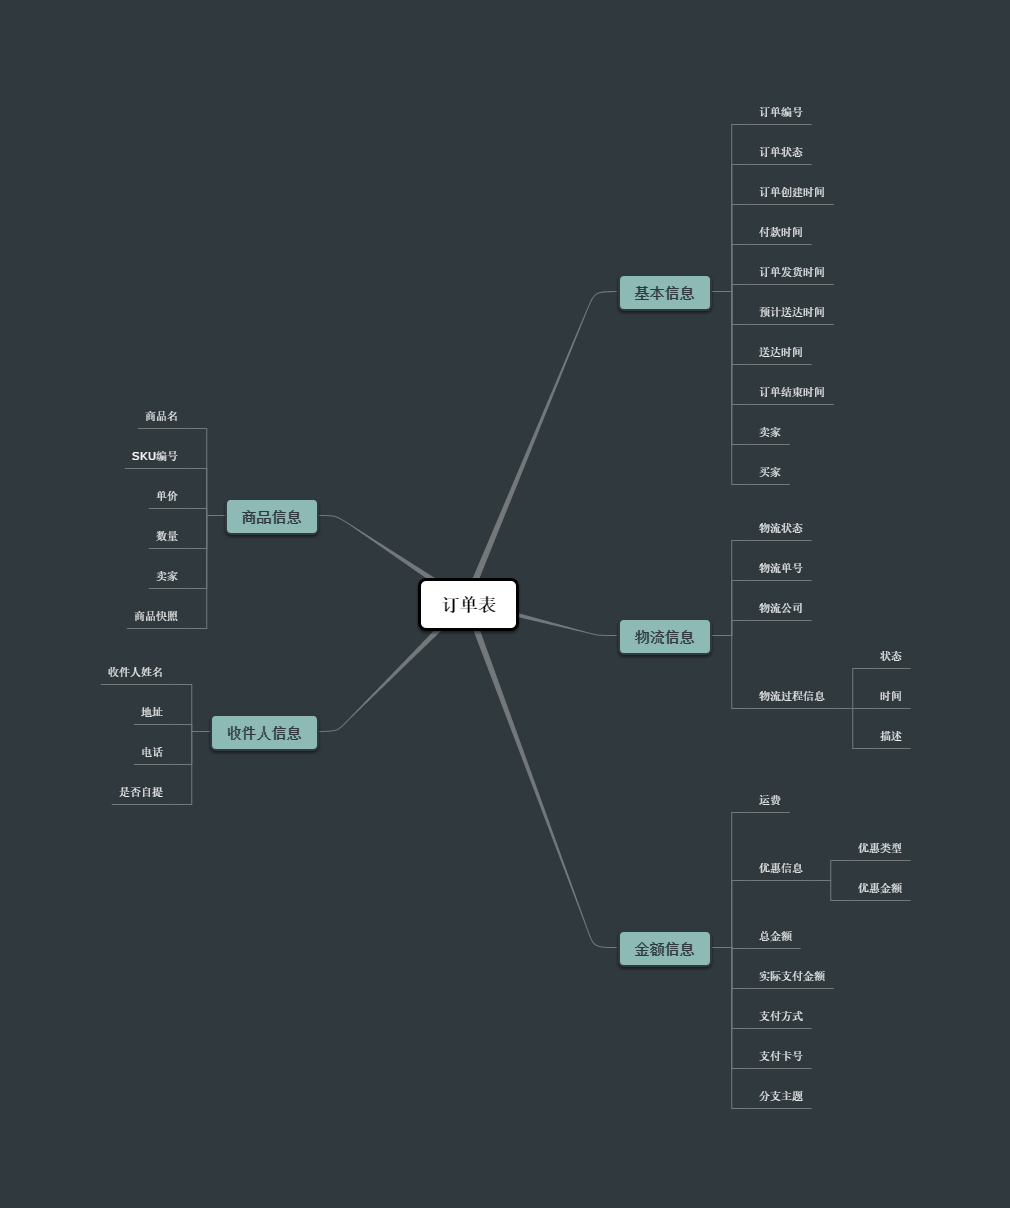 订单表
基本信息
订单编号
订单状态
订单创建时间
付款时间
订单发货时间
预计送达时间
送达时间
订单结束时间
卖家
买家
物流信息
物流状态
物流单号
物流公司
物流过程信息
状态
时间
描述
金额信息
运费
优惠信息
优惠类型
优惠金额
总金额
实际支付金额
支付方式
支付卡号
分支主题
商品信息
商品名
SKU编号
单价
数量
卖家
商品快照
收件人信息
收件人姓名
地址
电话
是否自提